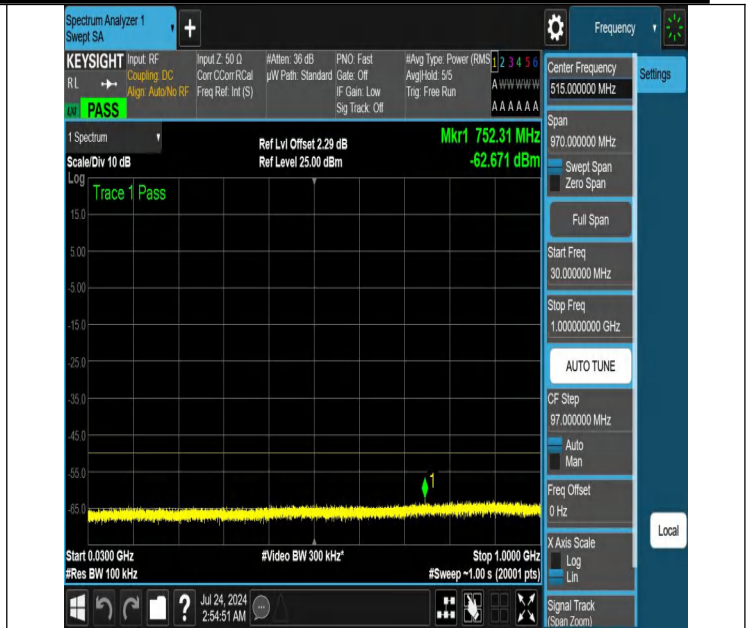 Spectrum Analyzer 1
Swept SA
Frequency
KEYSIGHT
RL
LXI
PASS
Input: RF
Coupling: DC
Align: Auto/No RF
Input Z: 50 Ω
Corr CCorr RCal
Freq Ref: Int (S)
#Atten: 36 dB
µW Path: Standard
PNO: Fast
Gate: Off
IF Gain: Low
Sig Track: Off
#Avg Type: Power (RMS
Avg|Hold: 5/5
Trig: Free Run
1 2 3 4 5 6
A W W W W W
A A A A A A
1 Spectrum
Scale/Div 10 dB
Ref Lvl Offset 2.29 dB
Ref Level 25.00 dBm
Mkr1 752.31 MHz
-62.671 dBm
Log
Trace 1 Pass
15.0
5.00
-5.00
-15.0
-25.0
-35.0
-45.0
-55.0
-65.0
1
Start 0.0300 GHz
#Res BW 100 kHz
#Video BW 300 kHz*
Stop 1.0000 GHz
#Sweep ~1.00 s (20001 pts)
?
Jul 24, 2024
2:54:51 AM
Center Frequency
515.000000 MHz
Settings
Span
970.000000 MHz
Swept Span
Zero Span
Full Span
Start Freq
30.000000 MHz
Stop Freq
1.000000000 GHz
AUTO TUNE
CF Step
97.000000 MHz
Auto
Man
Freq Offset
0 Hz
X Axis Scale
Log
Lin
Local
Signal Track
(Span Zoom)